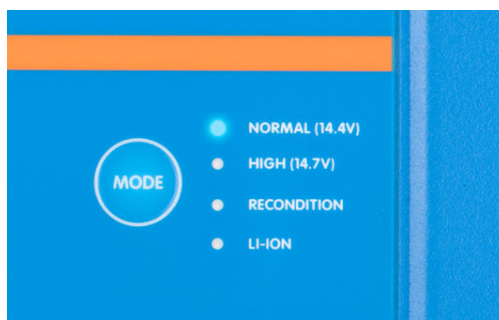 MODE
NORMAL (14.4V)
HIGH (14.7V)
RECONDITION
LI-ION